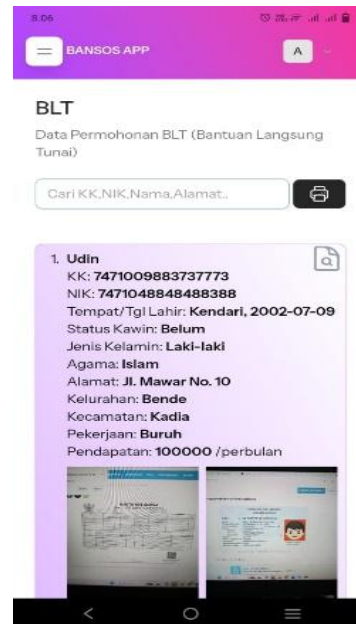 8.06
BANSOS APP
A
BLT
Data Permohonan BLT (Bantuan Langsung
Tunai)
Cari KK,NIK,Nama,Alamat..
1. Udin
KK: 7471009883737773
NIK: 7471048848488388
Tempat/Tgl Lahir: Kendari, 2002-07-09
Status Kawin: Belum
Jenis Kelamin: Laki-laki
Agama: Islam
Alamat: Jl. Mawar No. 10
Kelurahan: Bende
Kecamatan: Kadia
Pekerjaan: Buruh
Pendapatan: 100000 /perbulan